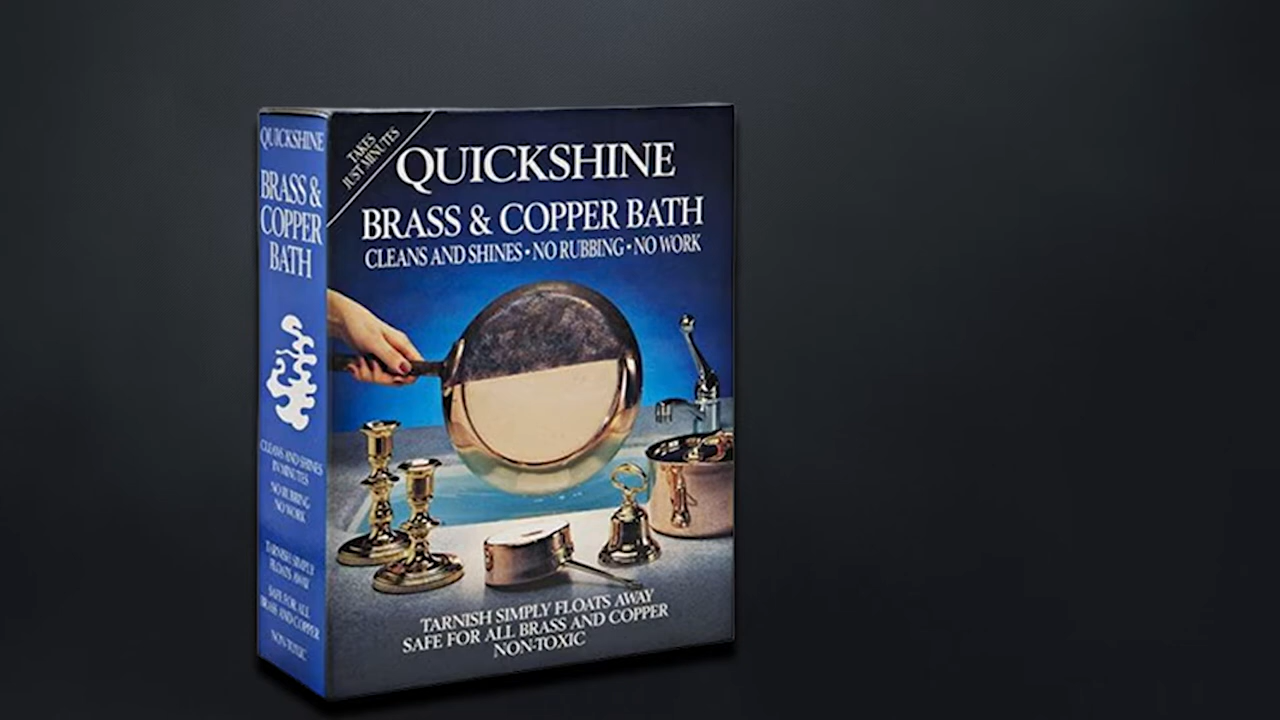 QUICKSHINE
BRASS &
COPPER
BATH
CLEANS AND SHINES
IN MINUTES
NO RUBBING
NO WORK
TARNISH SIMPLY
FLOATS AWAY
SAFE FOR ALL
BRASS AND COPPER
NON-TOXIC
TAKES
JUST MINUTES
QUICKSHINE
BRASS & COPPER BATH
CLEANS AND SHINES • NO RUBBING • NO WORK
TARNISH SIMPLY FLOATS AWAY
SAFE FOR ALL BRASS AND COPPER
NON-TOXIC